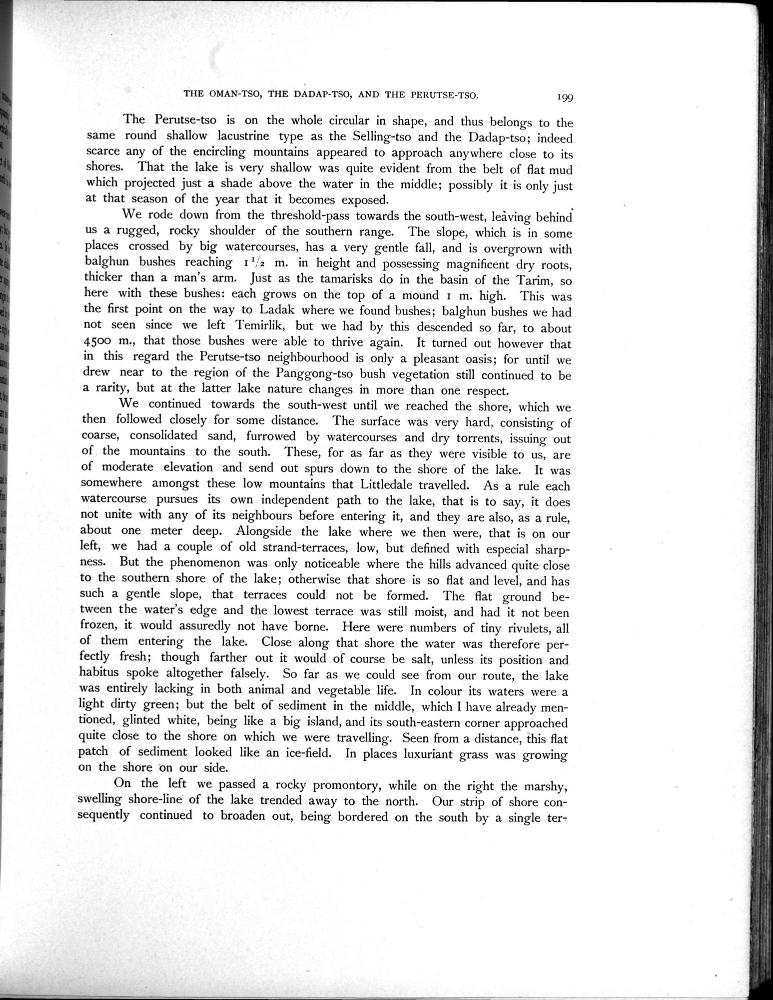 THE OMAN-TSO, THE DADAP-TSO, AND THE PERUTSE-TSO. 199
The Perutse-tso is on the whole circular in shape, and thus belongs to the
same round shallow lacustrine type as the Selling-tso and the Dadap-tso; indeed
scarce any of the encircling mountains appeared to approach anywhere close to its
shores. That the lake is very shallow was quite evident from the belt of flat mud
which projected just a shade above the water in the middle; possibly it is only just
at that season of the year that it becomes exposed.
We rode down from the threshold-pass towards the south-west, leaving behind
us a rugged, rocky shoulder of the southern range. The slope, which is in some
places crossed by big watercourses, has a very gentle fall, and is overgrown with
balghun bushes reaching 1 1/2 m. in height and possessing magnificent dry roots,
thicker than a man's arm. Just as the tamarisks do in the basin of the Tarim, so
here with these bushes: each grows on the top of a mound 1 m. high. This was
the first point on the way to Ladak where we found bushes; balghun bushes we had
not seen since we left Temirlik, but we had by this descended so far, to about
4500 m., that those bushes were able to thrive again. It turned out however that
in this regard the Perutse-tso neighbourhood is only a pleasant oasis; for until we
drew near to the region of the Panggong-tso bush vegetation still continued to be
a rarity, but at the latter lake nature changes in more than one respect.
We continued towards the south-west until we reached the shore, which we
then followed closely for some distance. The surface was very hard, consisting of
coarse, consolidated sand, furrowed by watercourses and dry torrents, issuing out
of the mountains to the south. These, for as far as they were visible to us, are
of moderate elevation and send out spurs down to the shore of the lake. It was
somewhere amongst these low mountains that Littledale travelled. As a rule each
watercourse pursues its own independent path to the lake, that is to say, it does
not unite with any of its neighbours before entering it, and they are also, as a rule,
about one meter deep. Alongside the lake where we then were, that is on our
left, we had a couple of old strand-terraces, low, but defined with especial sharp-
ness. But the phenomenon was only noticeable where the hills advanced quite close
to the southern shore of the lake; otherwise that shore is so flat and level, and has
such a gentle slope, that terraces could not be formed. The flat ground be-
tween the water's edge and the lowest terrace was still moist, and had it not been
frozen, it would assuredly not have borne. Here were numbers of tiny rivulets, all
of them entering the lake. Close along that shore the water was therefore per-
fectly fresh; though farther out it would of course be salt, unless its position and
habitus spoke altogether falsely. So far as we could see from our route, the lake
was entirely lacking in both animal and vegetable life. In colour its waters were a
light dirty green; but the belt of sediment in the middle, which I have already men-
tioned, glinted white, being like a big island, and its south-eastern corner approached
quite close to the shore on which we were travelling. Seen from a distance, this flat
patch of sediment looked like an ice-field. In places luxuriant grass was growing
on the shore on our side.
On the left we passed a rocky promontory, while on the right the marshy,
swelling shore-line of the lake trended away to the north. Our strip of shore con-
sequently continued to broaden out, being bordered on the south by a single ter-